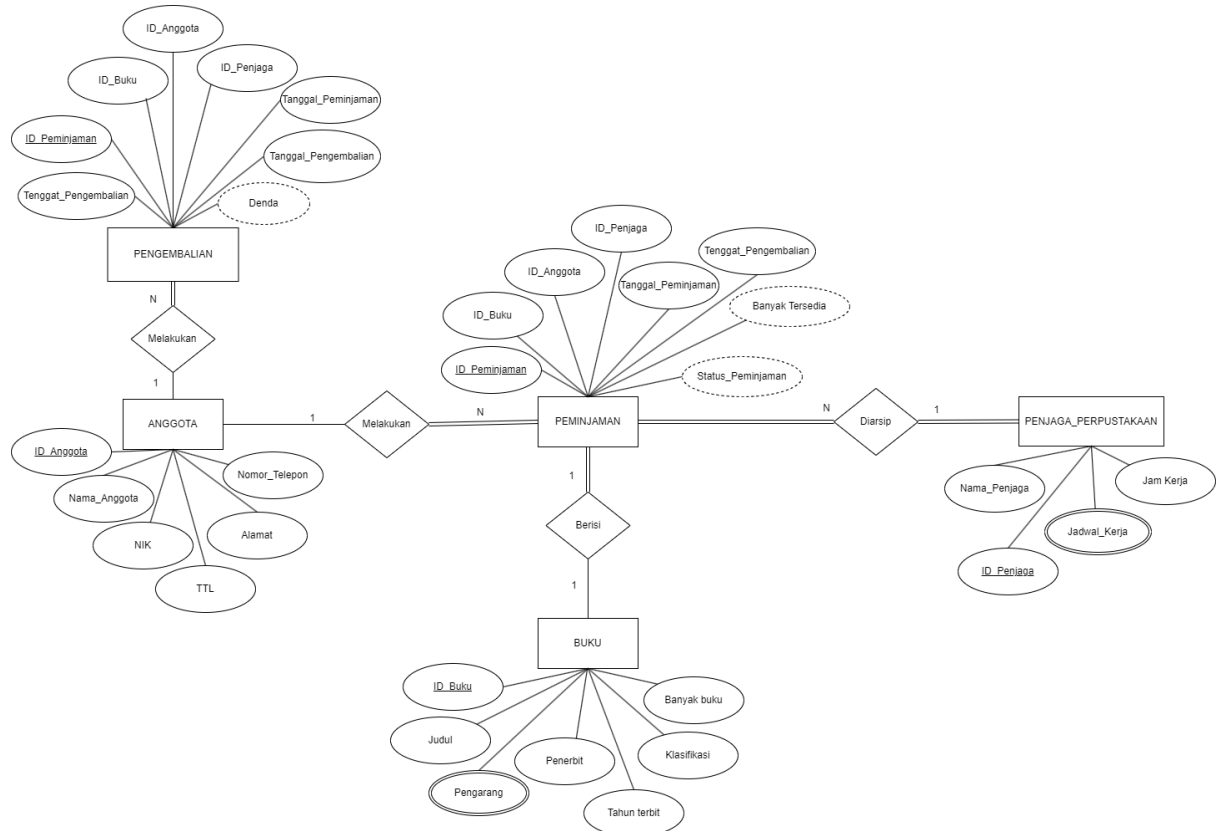 ID_Anggota
ID_Buku
ID_Penjaga
Tanggal_Peminjaman
ID_Peminjaman
Tanggal_Pengembalian
Tenggat_Pengembalian
Denda
PENGEMBALIAN
N
Melakukan
1
ANGGOTA
ID_Anggota
Nama_Anggota
NIK
TTL
Alamat
Nomor_Telepon
1
Melakukan
N
ID_Penjaga
ID_Anggota
Tenggat_Pengembalian
Tanggal_Peminjaman
ID_Buku
Banyak Tersedia
ID_Peminjaman
Status_Peminjaman
PEMINJAMAN
N
Diarsip
1
PENJAGA_PERPUSTAKAAN
Nama_Penjaga
Jam Kerja
Jadwal_Kerja
ID_Penjaga
1
Berisi
1
BUKU
ID_Buku
Banyak buku
Judul
Klasifikasi
Penerbit
Pengarang
Tahun terbit